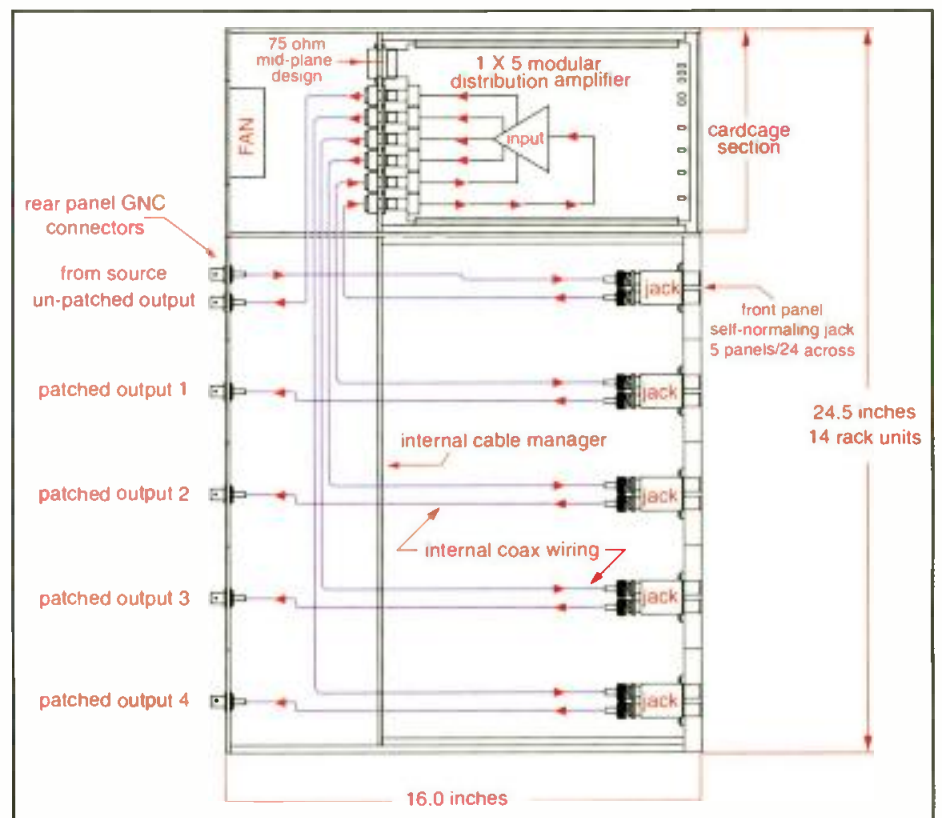 75 ohm
mid-plane
design
1 X 5 modular
distribution amplifier
FAN
input
cardcage
section
rear panel GNC
connectors
from source
un-patched output
jack
front panel
self-normaling jack
5 panels/24 across
patched output 1
jack
24.5 inches
14 rack units
internal cable manager
patched output 2
jack
internal coax wiring
patched output 3
jack
patched output 4
jack
16.0 inches